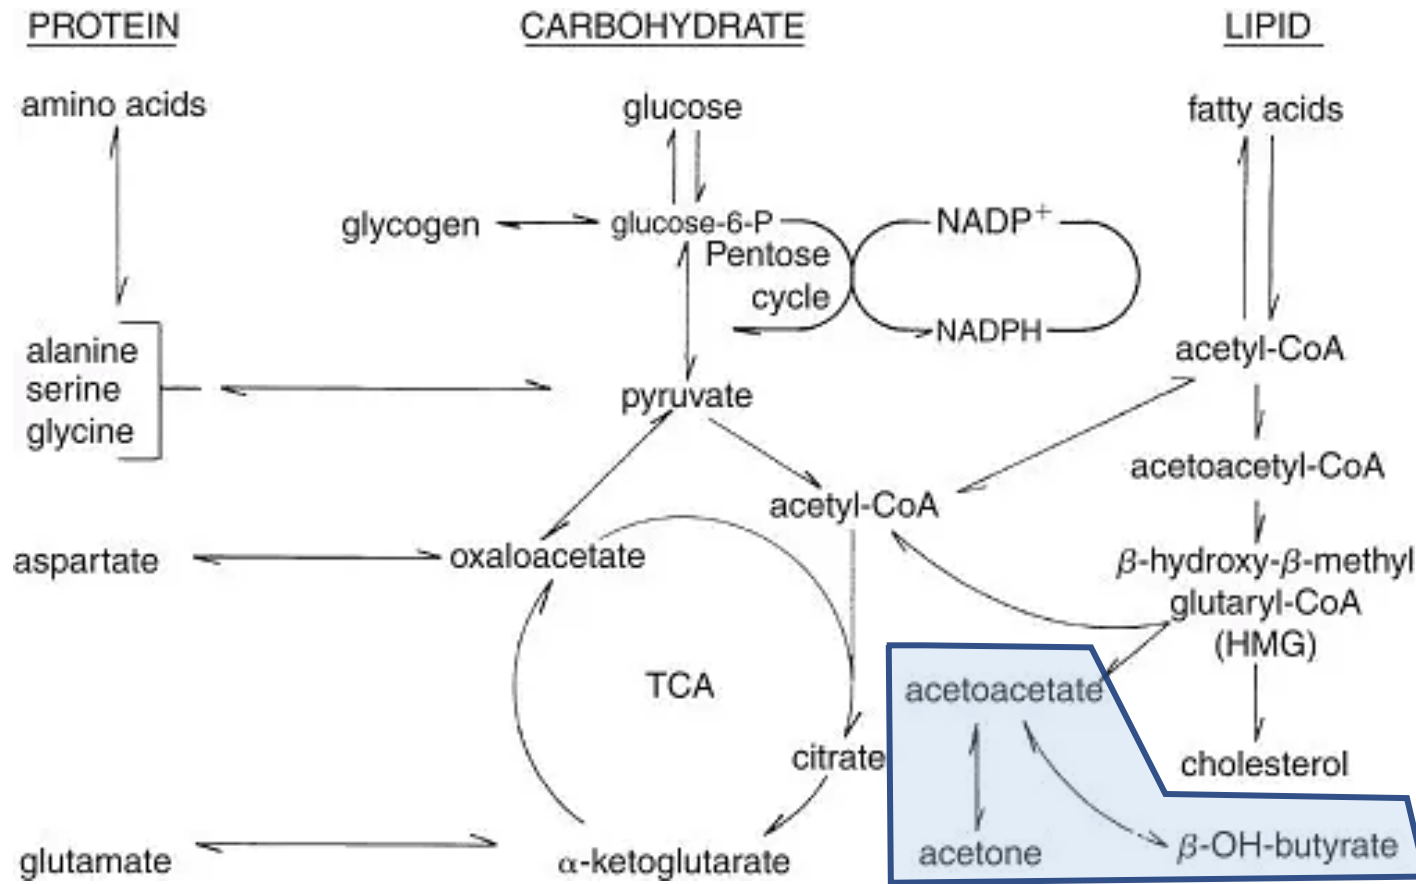 PROTEIN
CARBOHYDRATE
LIPID
amino acids
glucose
fatty acids
glycogen
glucose-6-P
NADP+
Pentose
cycle
NADPH
alanine
serine
glycine
pyruvate
acetyl-CoA
acetoacetyl-CoA
acetyl-CoA
aspartate
oxaloacetate
β-hydroxy-β-methyl
glutaryl-CoA
(HMG)
TCA
acetoacetate
citrate
cholesterol
glutamate
α-ketoglutarate
acetone
β-OH-butyrate